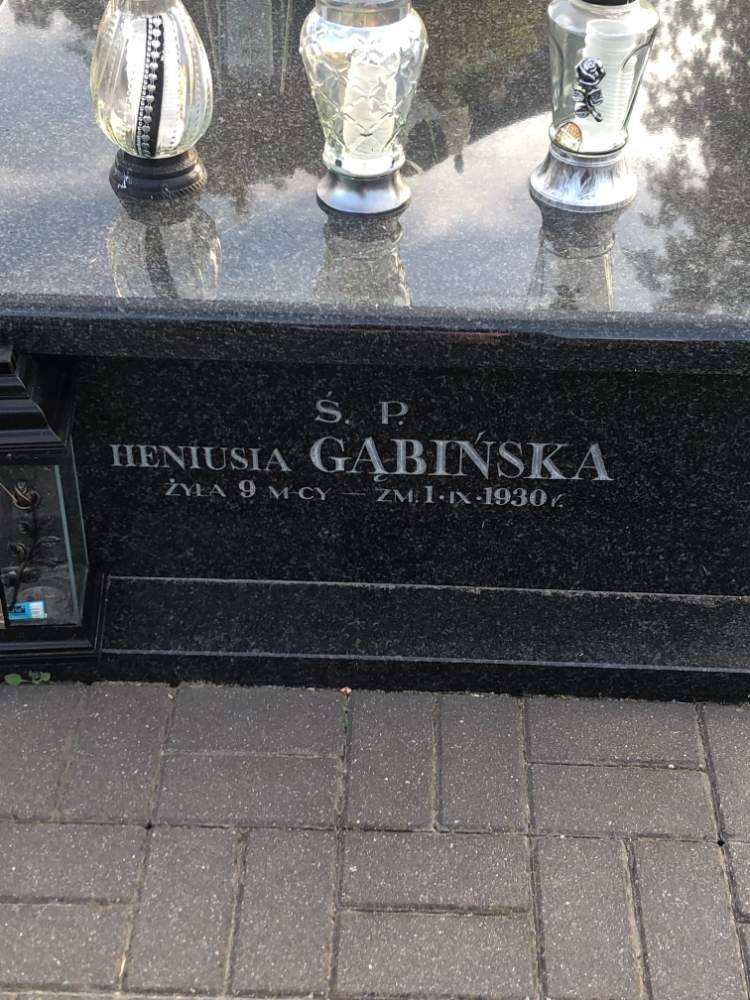 Ś. P.
HENIUSIA GĄBIŃSKA
ŻYŁA 9 M-CY — ZM. 1·IX·1930 r.